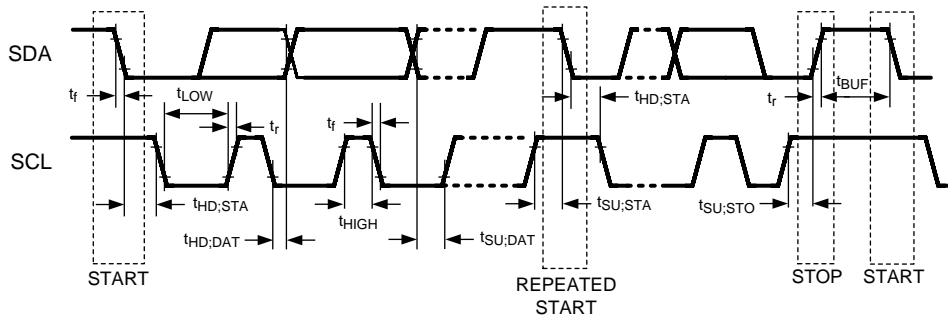 SDA
t_f
t_LOW
t_r
t_f
t_HD;STA
t_r
t_BUF
SCL
t_HD;STA
t_HD;DAT
t_HIGH
t_SU;DAT
t_SU;STA
t_SU;STO
START
REPEATED
START
STOP
START